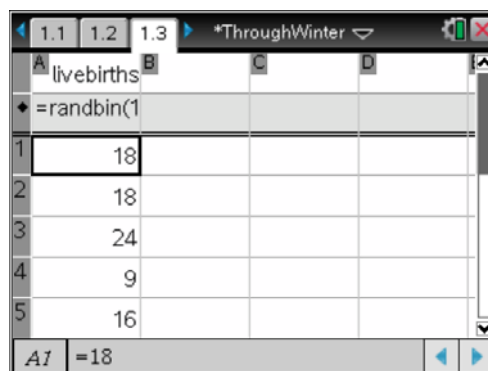 1.1 1.2 1.3 *ThroughWinter
A livebirths B C D E
=randbin(1
1 18
2 18
3 24
4 9
5 16
A1 =18